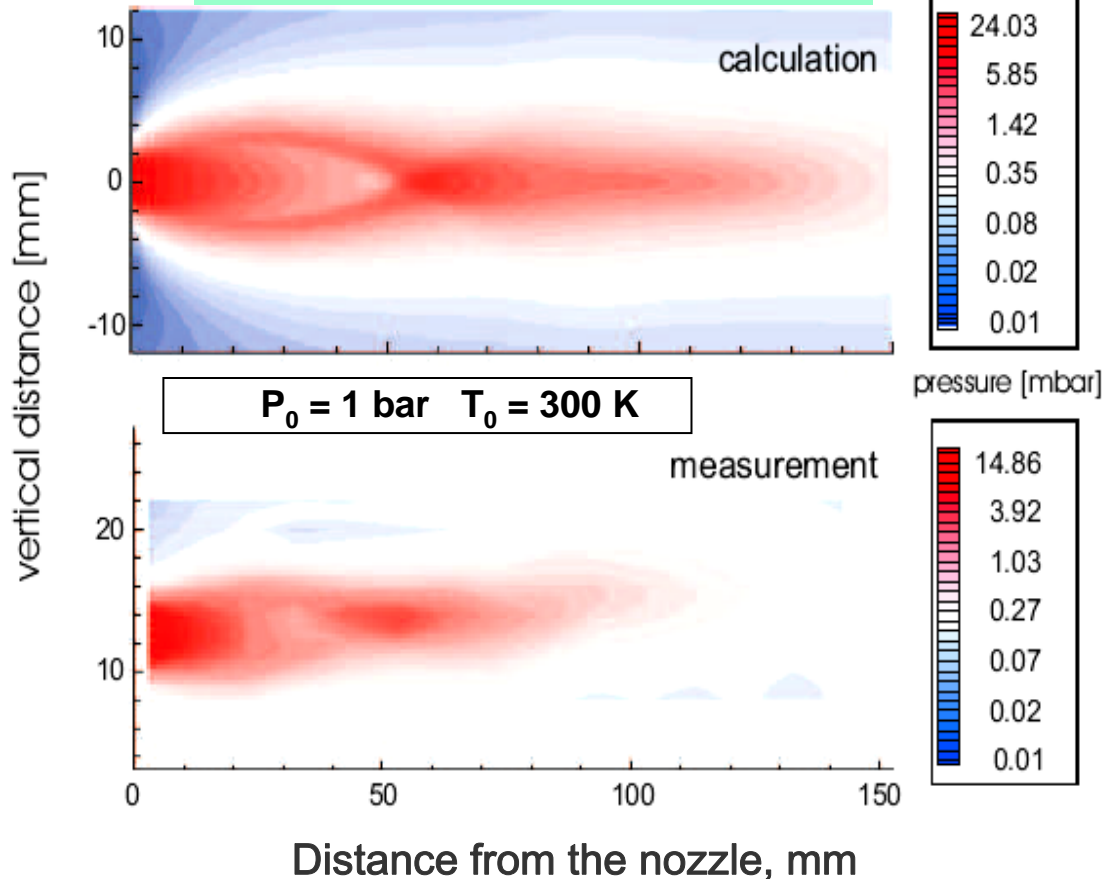 10
0
-10
calculation
24.03
5.85
1.42
0.35
0.08
0.02
0.01
vertical distance [mm]
P0 = 1 bar T0 = 300 K
pressure [mbar]
measurement
20
10
14.86
3.92
1.03
0.27
0.07
0.02
0.01
0 50 100 150
Distance from the nozzle, mm